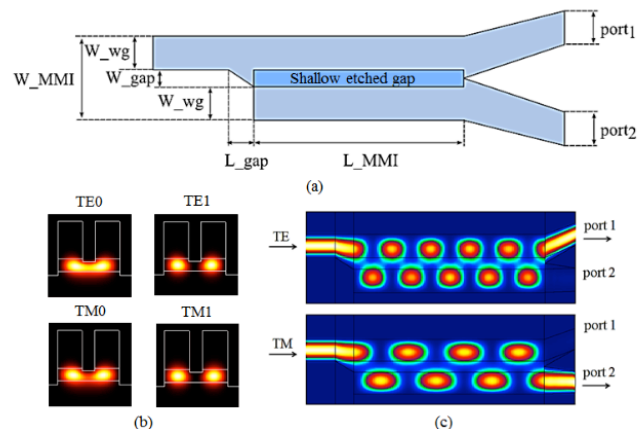 W_wg
W_gap
W_MMI
W_wg
Shallow etched gap
port1
port2
L_gap
L_MMI
(a)
TE0
TE1
TM0
TM1
(b)
TE
port 1
port 2
TM
port 1
port 2
(c)